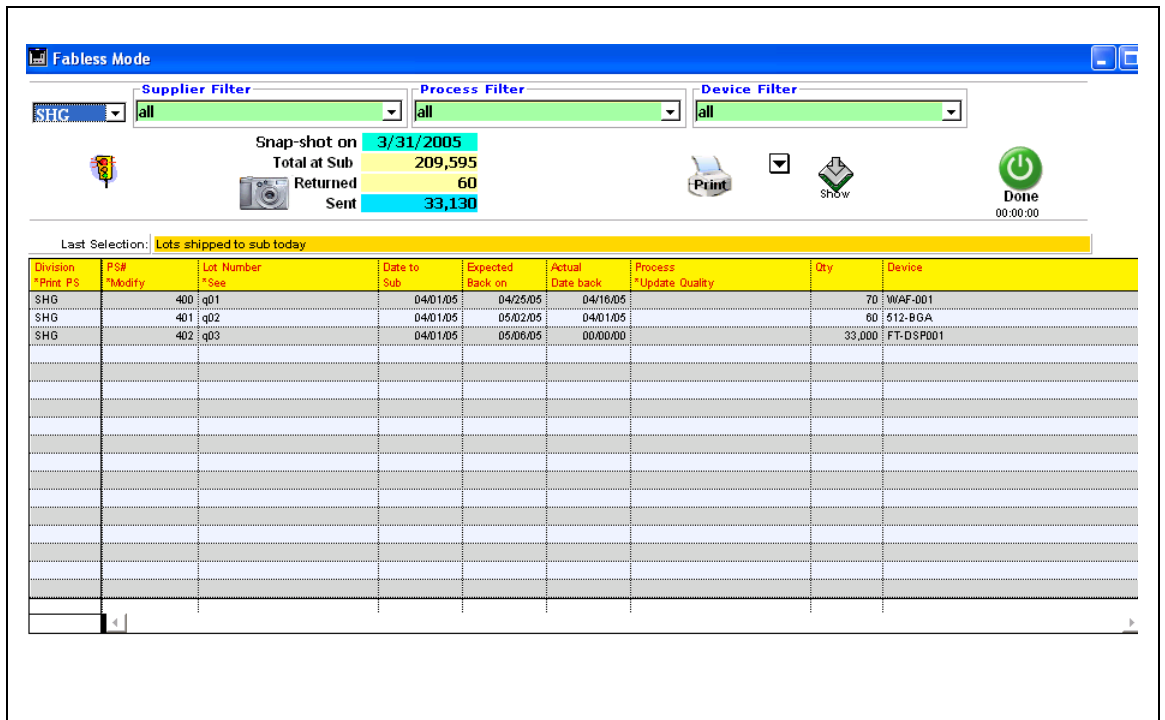 Fabless Mode
Supplier Filter Process Filter Device Filter
SHG all all all
Snap-shot on 3/31/2005
Total at Sub 209,595
Returned 60
Sent 33,130
Print
Show
Done
00:00:00
Last Selection: Lots shipped to sub today
Division PS# Lot Number Date to Expected Actual Process Qty Device
*Print PS *Modify *See Sub Back on Date back *Update Quality
SHG 400 q01 04/01/05 04/25/05 04/16/05 70 WAF-001
SHG 401 q02 04/01/05 05/02/05 04/01/05 60 512-BGA
SHG 402 q03 04/01/05 05/06/05 00/00/00 33,000 FT-DSP001